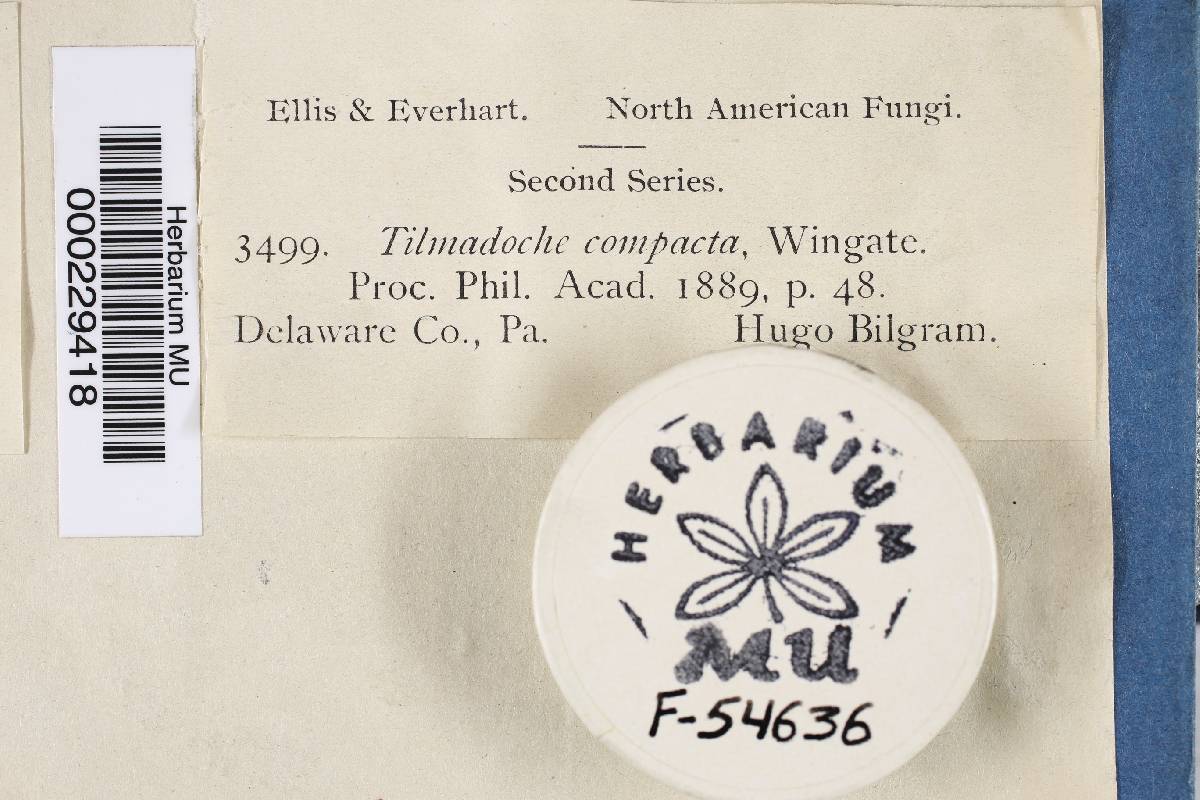 Ellis & Everhart. North American Fungi.
Second Series.
3499. Tilmadoche compacta, Wingate.
Proc. Phil. Acad. 1889, p. 48.
Delaware Co., Pa. Hugo Bilgram.
Herbarium MU
000229418
HERBARIUM
MU
F-54636